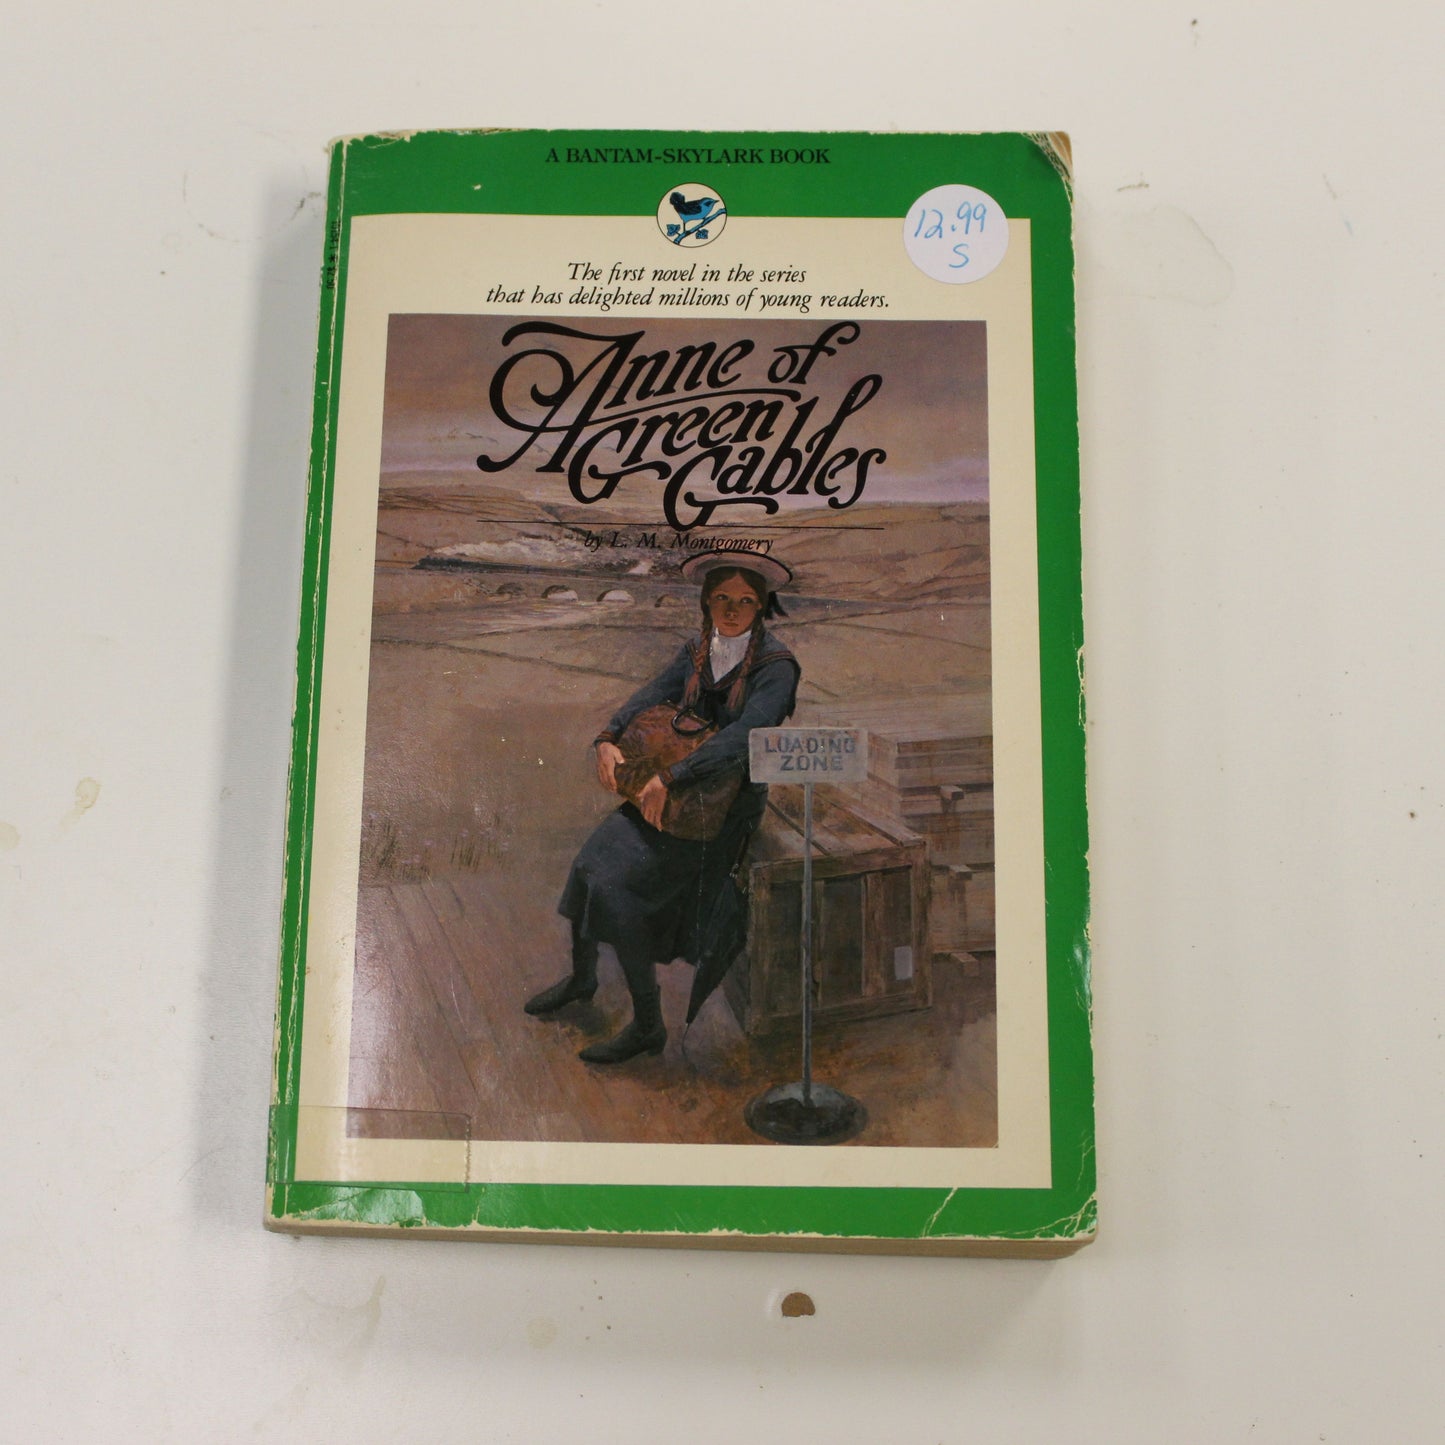 A BANTAM-SKYLARK BOOK
12.99
S
The first novel in the series
that has delighted millions of young readers.
Anne of
Green
Gables
by L. M. Montgomery
LOADING
ZONE